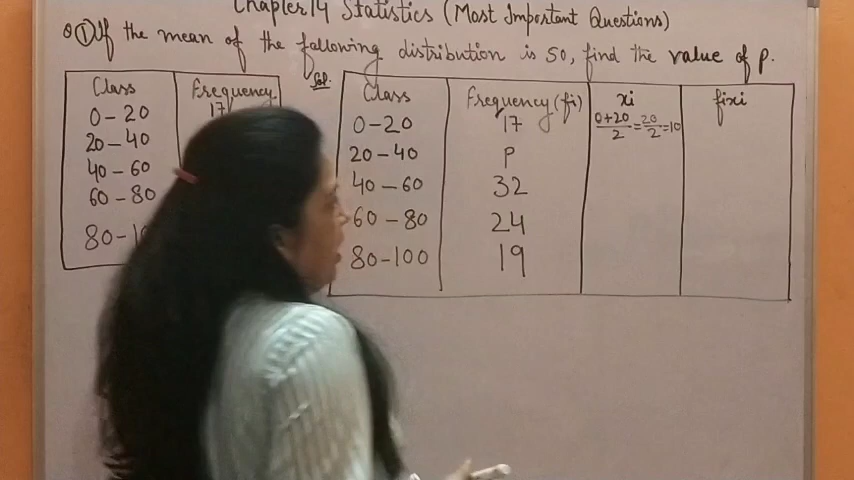 Chapter 14 Statistics (Most Important Questions)
Q① If the mean of the following distribution is 50, find the value of p.
Class Frequency
0-20 17
20-40
40-60
60-80
80-1
Sol.
Class Frequency (fi) xi fixi
0-20 17 0+20/2 = 20/2 = 10
20-40 P
40-60 32
60-80 24
80-100 19